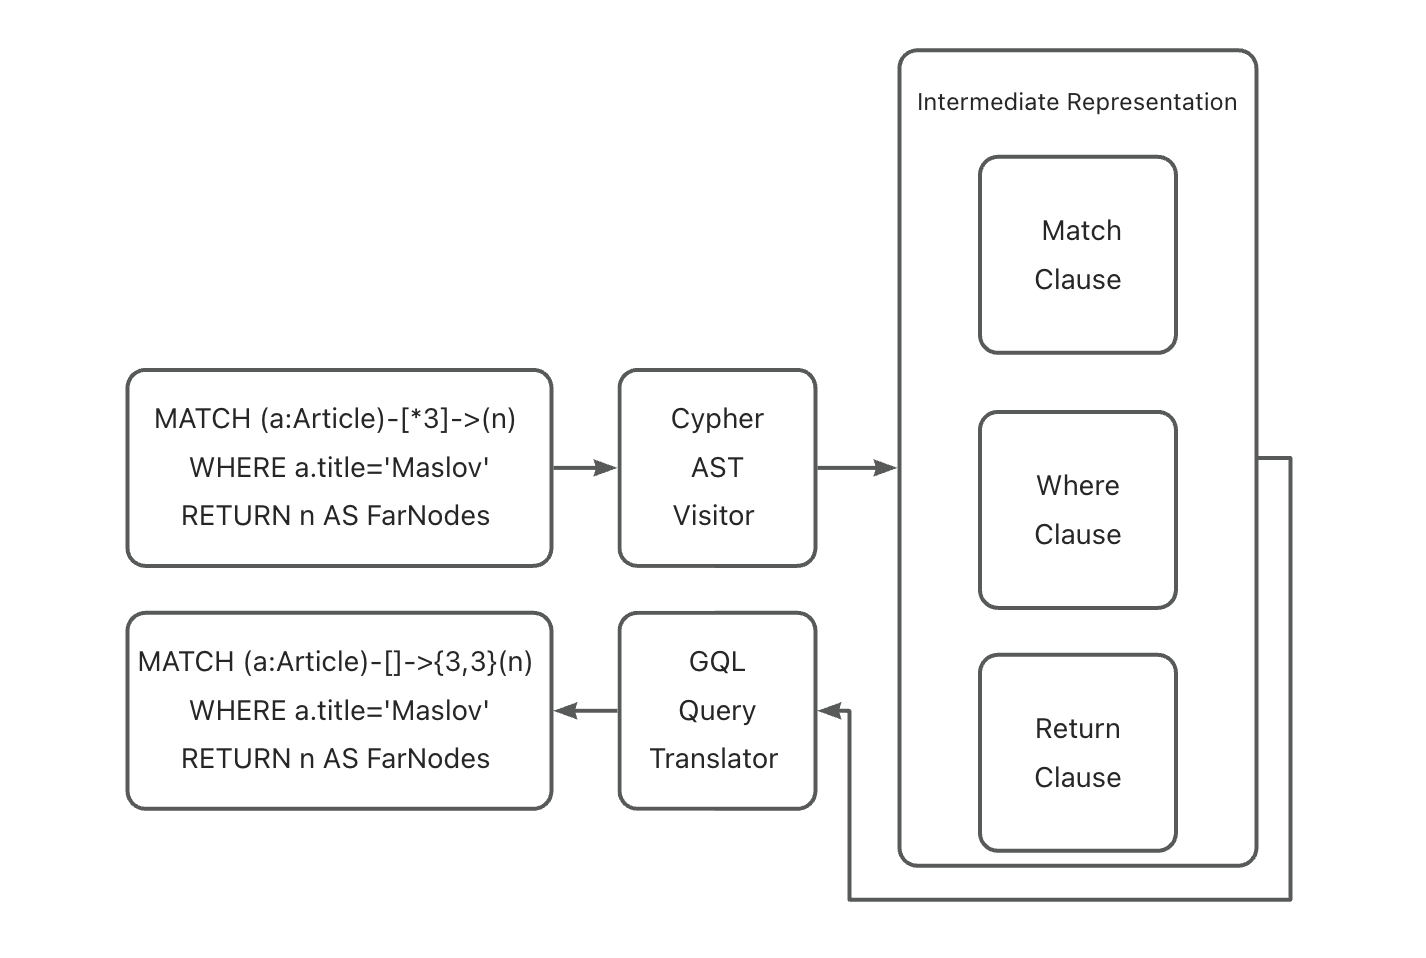 Intermediate Representation
Match
Clause
MATCH (a:Article)-[*3]->(n)
WHERE a.title='Maslov'
RETURN n AS FarNodes
Cypher
AST
Visitor
Where
Clause
MATCH (a:Article)-[]->{3,3}(n)
WHERE a.title='Maslov'
RETURN n AS FarNodes
GQL
Query
Translator
Return
Clause